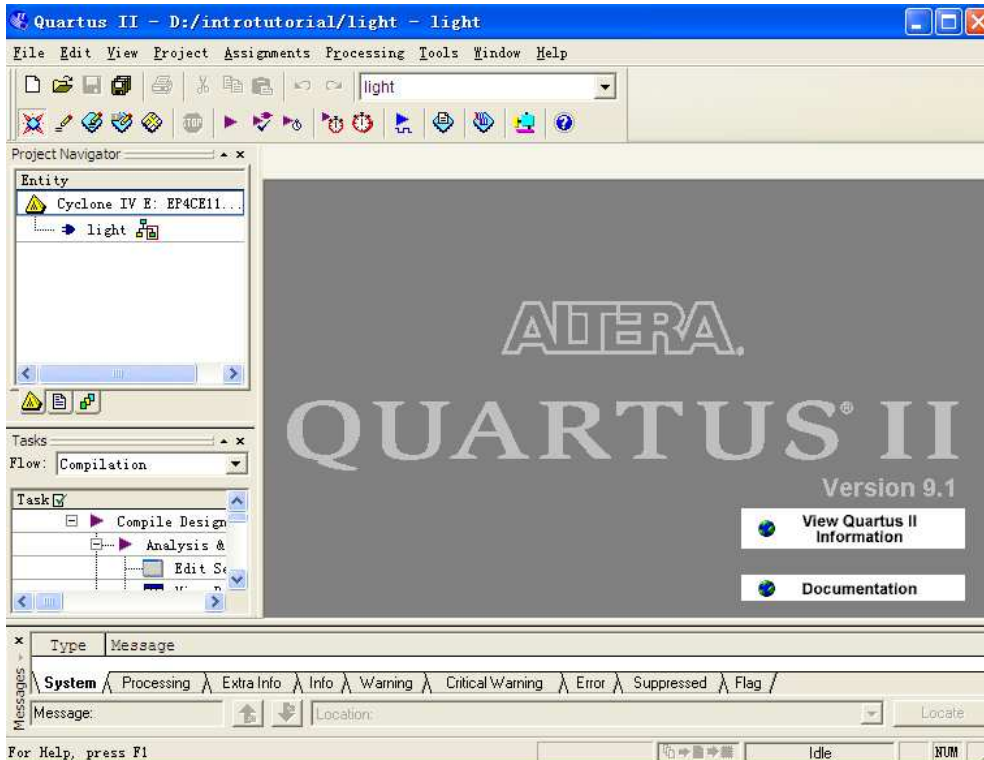 Quartus II - D:/introtutorial/light - light
File Edit View Project Assignments Processing Tools Window Help
light
STOP
Project Navigator
Entity
Cyclone IV E: EP4CE11...
light
Tasks
Flow: Compilation
Task
Compile Design
Analysis &
Edit Se
ALTERA.
QUARTUS® II
Version 9.1
View Quartus II
Information
Documentation
Type Message
System Processing Extra Info Info Warning Critical Warning Error Suppressed Flag
Messages
Message: Location: Locate
For Help, press F1 Idle NUM